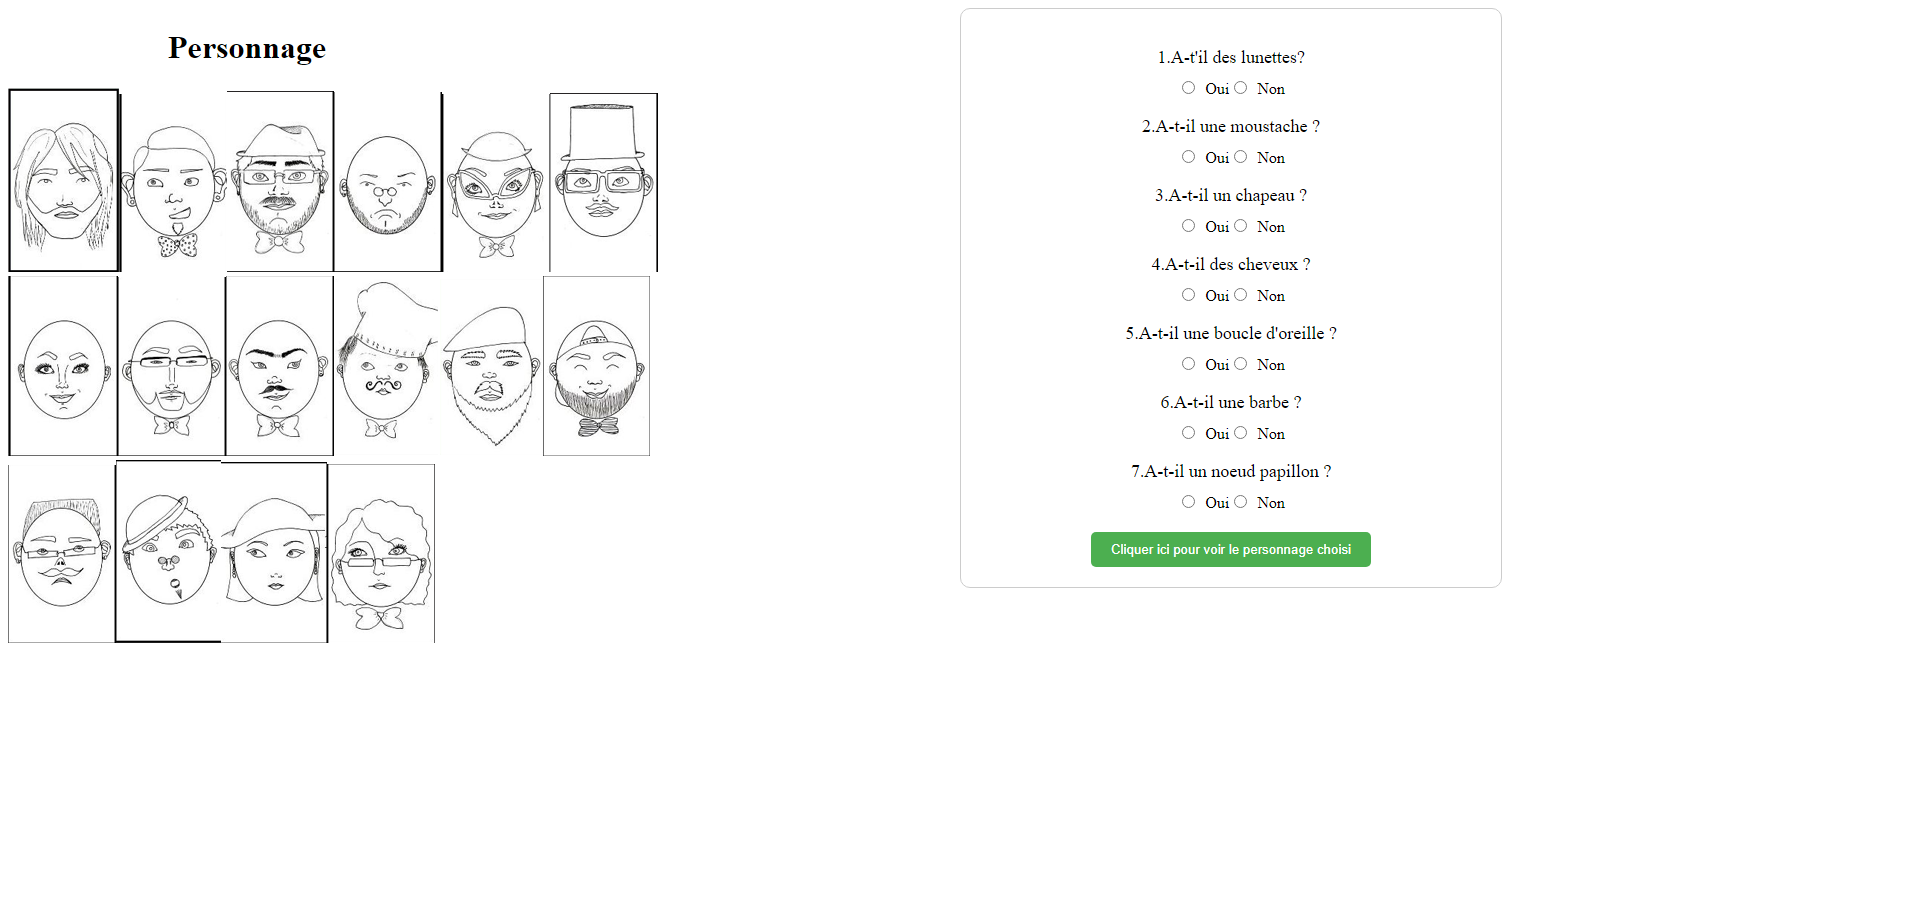 Personnage
1.A-t'il des lunettes?
Oui Non
2.A-t-il une moustache ?
Oui Non
3.A-t-il un chapeau ?
Oui Non
4.A-t-il des cheveux ?
Oui Non
5.A-t-il une boucle d'oreille ?
Oui Non
6.A-t-il une barbe ?
Oui Non
7.A-t-il un noeud papillon ?
Oui Non
Cliquer ici pour voir le personnage choisi